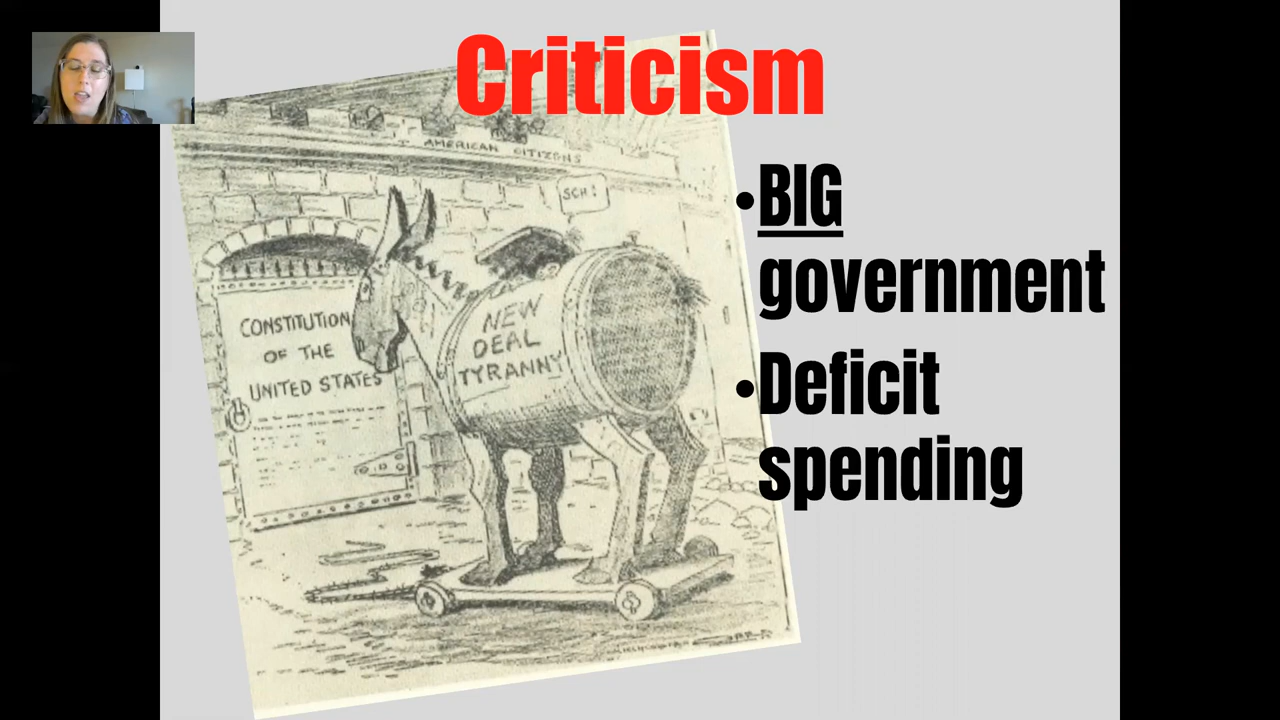 Criticism
AMERICAN CITIZENS
SCH!
CONSTITUTION
OF THE
UNITED STATES
NEW
DEAL
TYRANNY
•BIG
government
•Deficit
spending